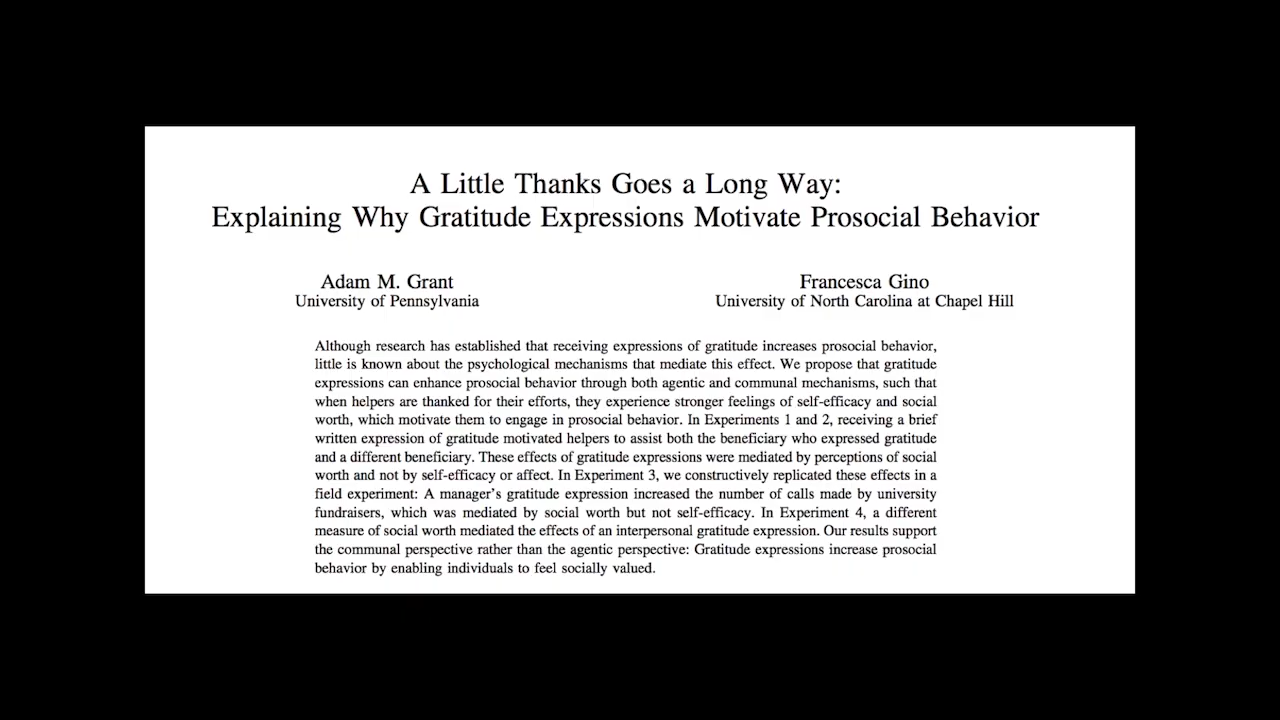 A Little Thanks Goes a Long Way:
Explaining Why Gratitude Expressions Motivate Prosocial Behavior
Adam M. Grant
University of Pennsylvania
Francesca Gino
University of North Carolina at Chapel Hill
Although research has established that receiving expressions of gratitude increases prosocial behavior,
little is known about the psychological mechanisms that mediate this effect. We propose that gratitude
expressions can enhance prosocial behavior through both agentic and communal mechanisms, such that
when helpers are thanked for their efforts, they experience stronger feelings of self-efficacy and social
worth, which motivate them to engage in prosocial behavior. In Experiments 1 and 2, receiving a brief
written expression of gratitude motivated helpers to assist both the beneficiary who expressed gratitude
and a different beneficiary. These effects of gratitude expressions were mediated by perceptions of social
worth and not by self-efficacy or affect. In Experiment 3, we constructively replicated these effects in a
field experiment: A manager's gratitude expression increased the number of calls made by university
fundraisers, which was mediated by social worth but not self-efficacy. In Experiment 4, a different
measure of social worth mediated the effects of an interpersonal gratitude expression. Our results support
the communal perspective rather than the agentic perspective: Gratitude expressions increase prosocial
behavior by enabling individuals to feel socially valued.